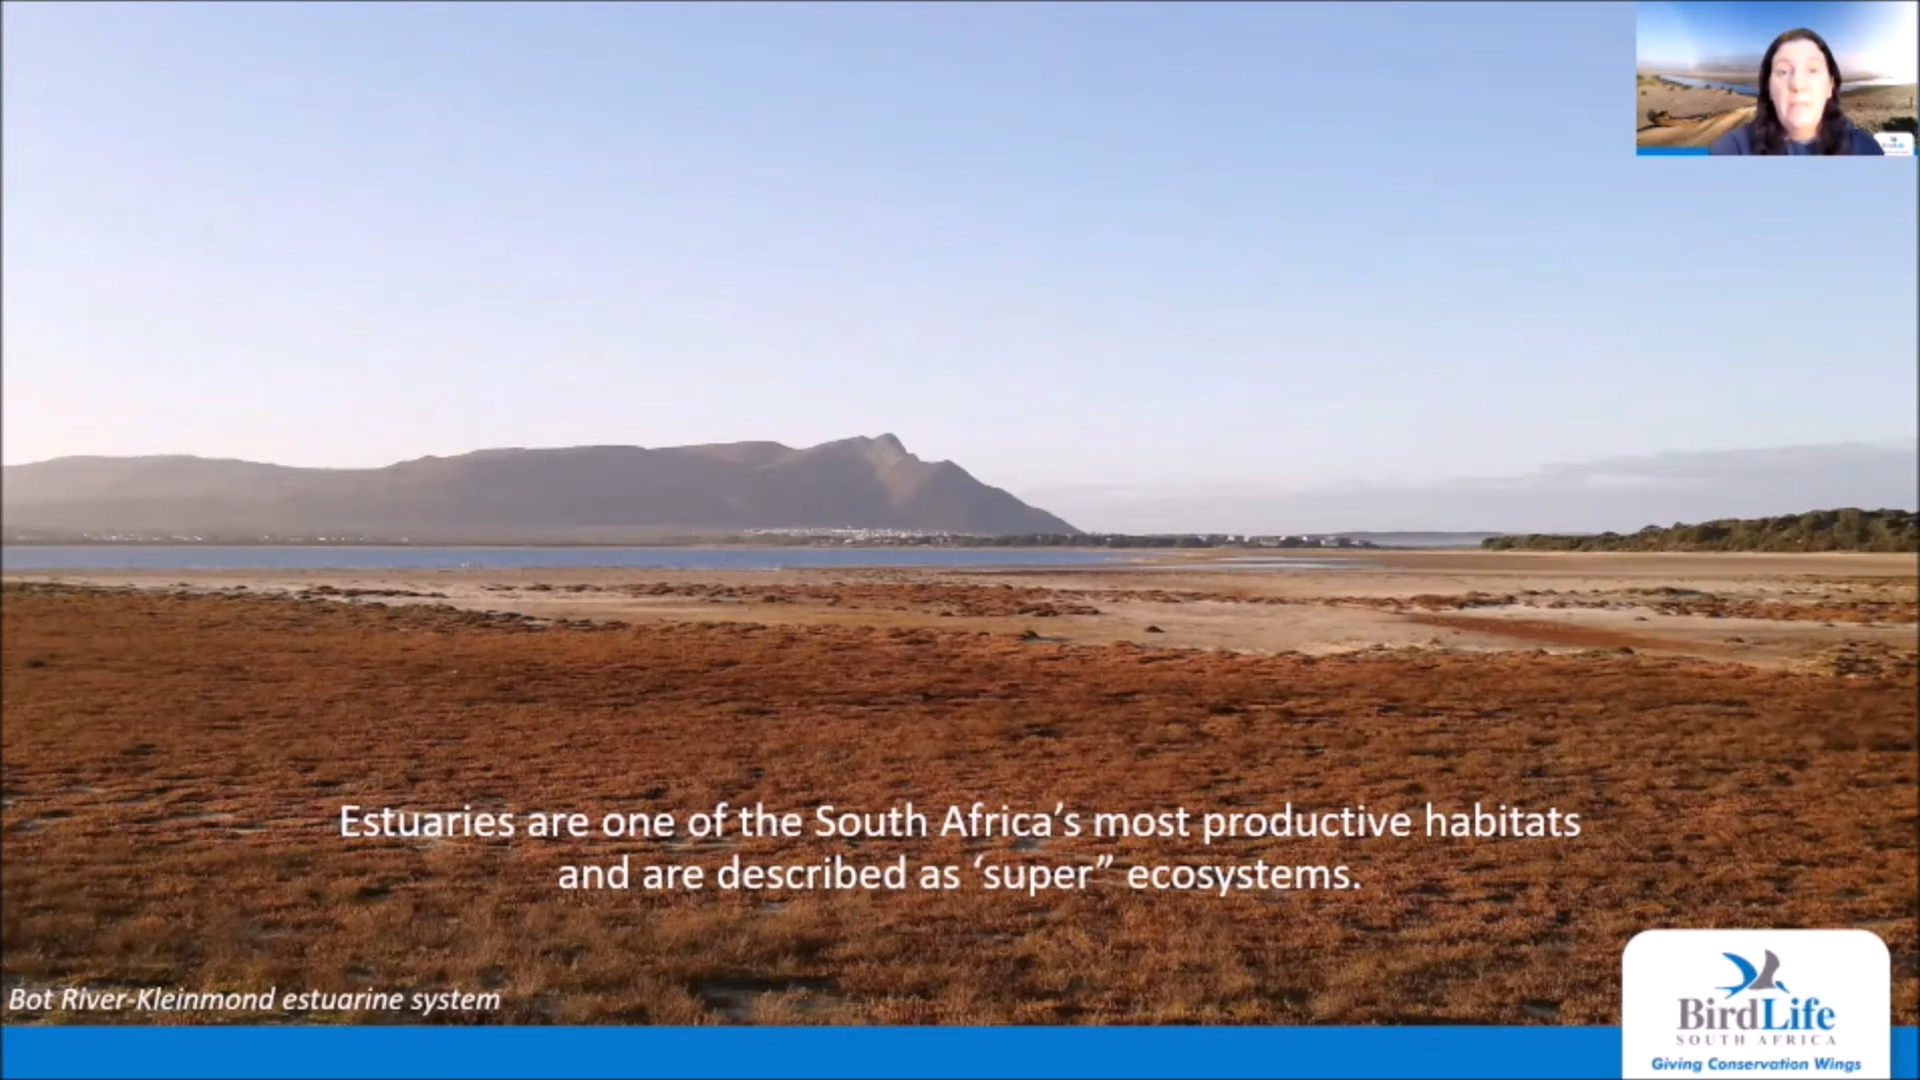 Estuaries are one of the South Africa's most productive habitats
and are described as ‘super” ecosystems.
Bot River-Kleinmond estuarine system
BirdLife
SOUTH AFRICA
Giving Conservation Wings